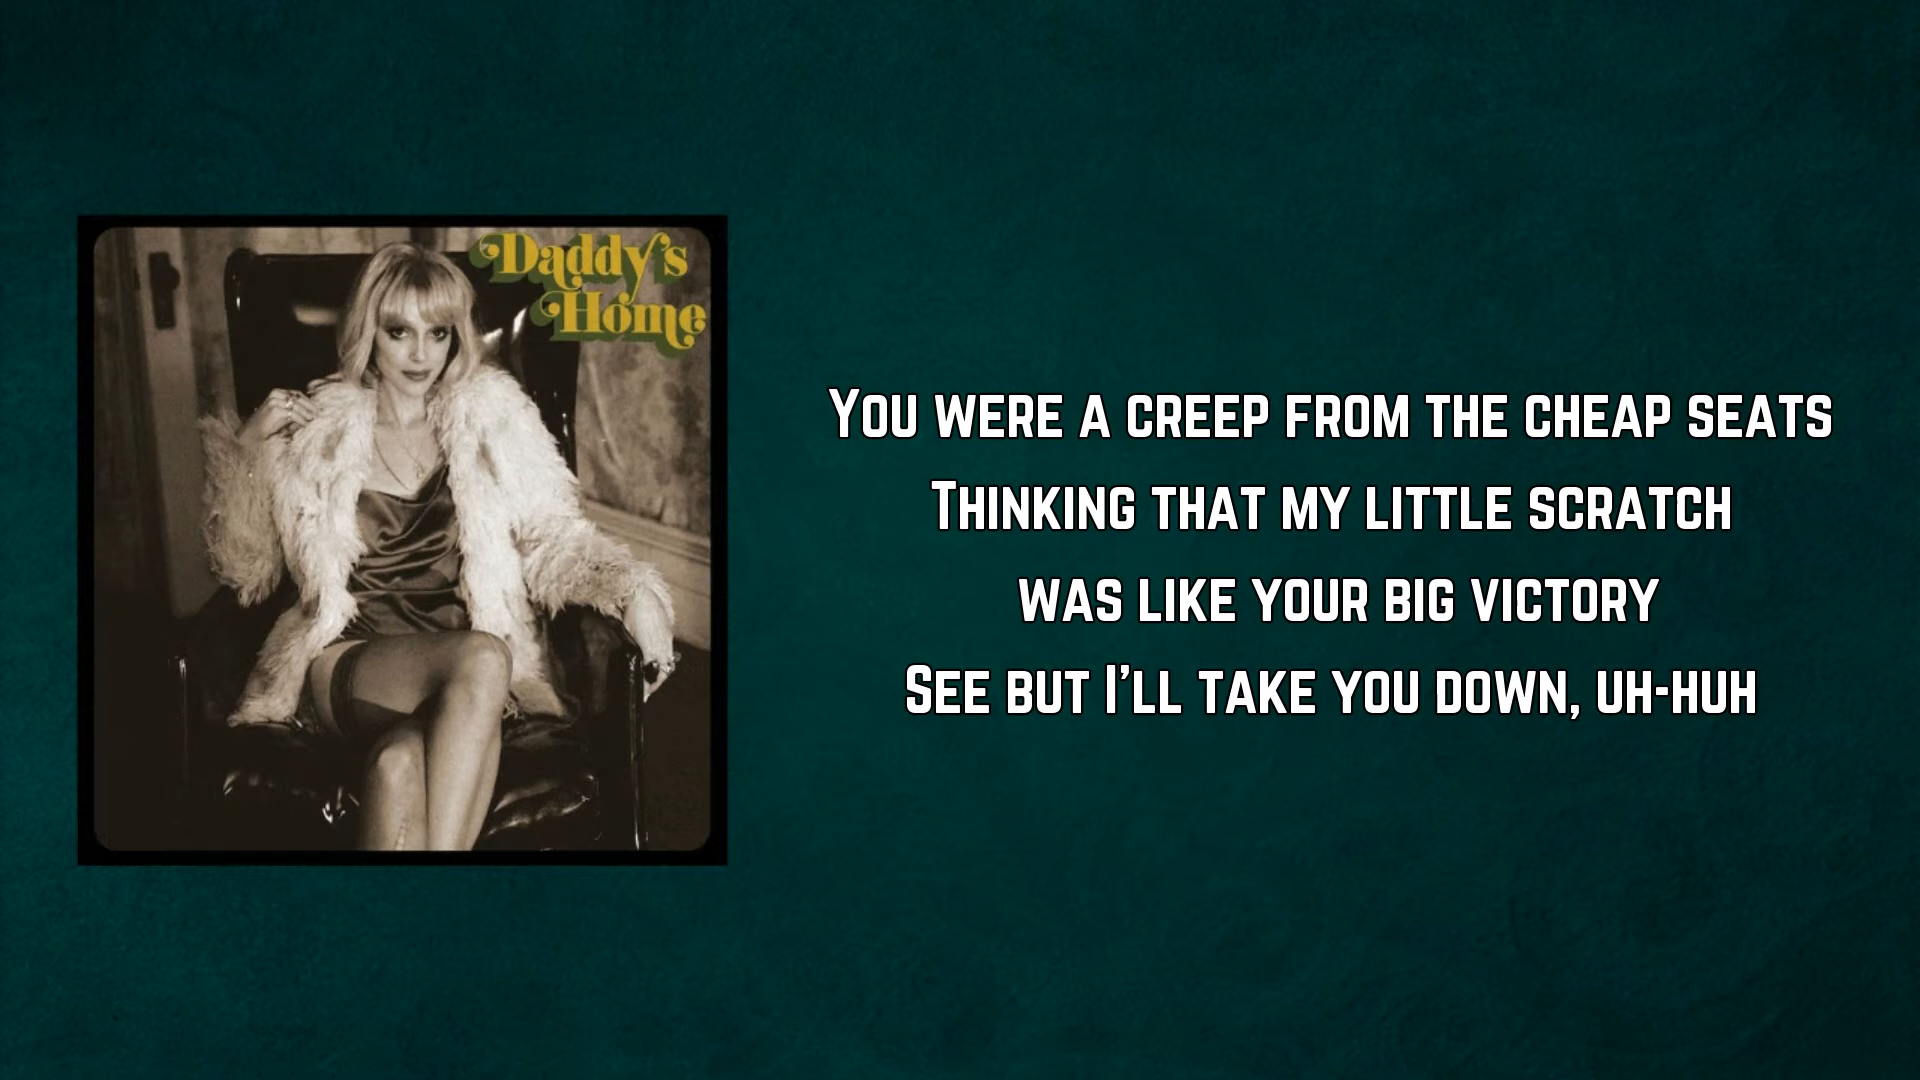 Daddy's
Home
You were a creep from the cheap seats
Thinking that my little scratch
was like your big victory
See but I'll take you down, uh-huh